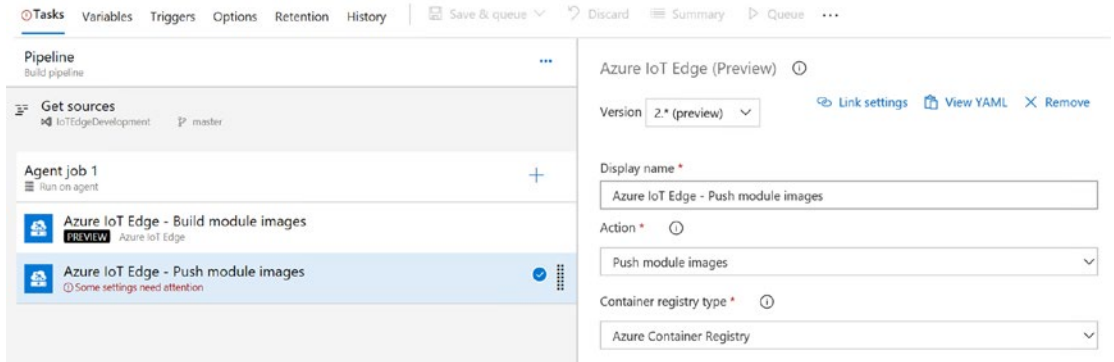 Tasks Variables Triggers Options Retention History Save & queue Discard Summary Queue ...
Pipeline
Build pipeline
Get sources
IoTEdgeDevelopment master
Agent job 1
Run on agent
Azure IoT Edge - Build module images
PREVIEW Azure IoT Edge
Azure IoT Edge - Push module images
Some settings need attention
Azure IoT Edge (Preview)
Version 2.* (preview) Link settings View YAML Remove
Display name *
Azure IoT Edge - Push module images
Action *
Push module images
Container registry type *
Azure Container Registry